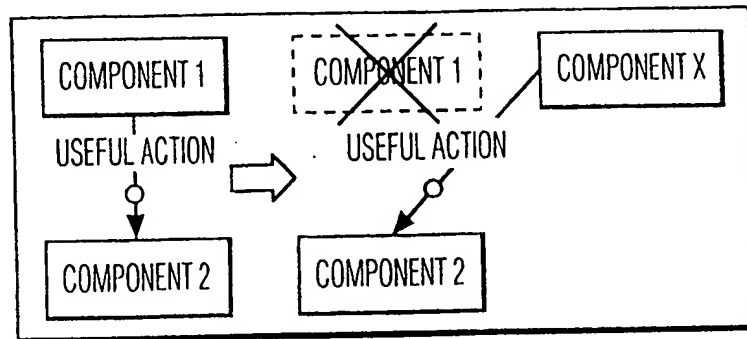 COMPONENT 1
USEFUL ACTION
COMPONENT 2
COMPONENT 1
COMPONENT X
USEFUL ACTION
COMPONENT 2